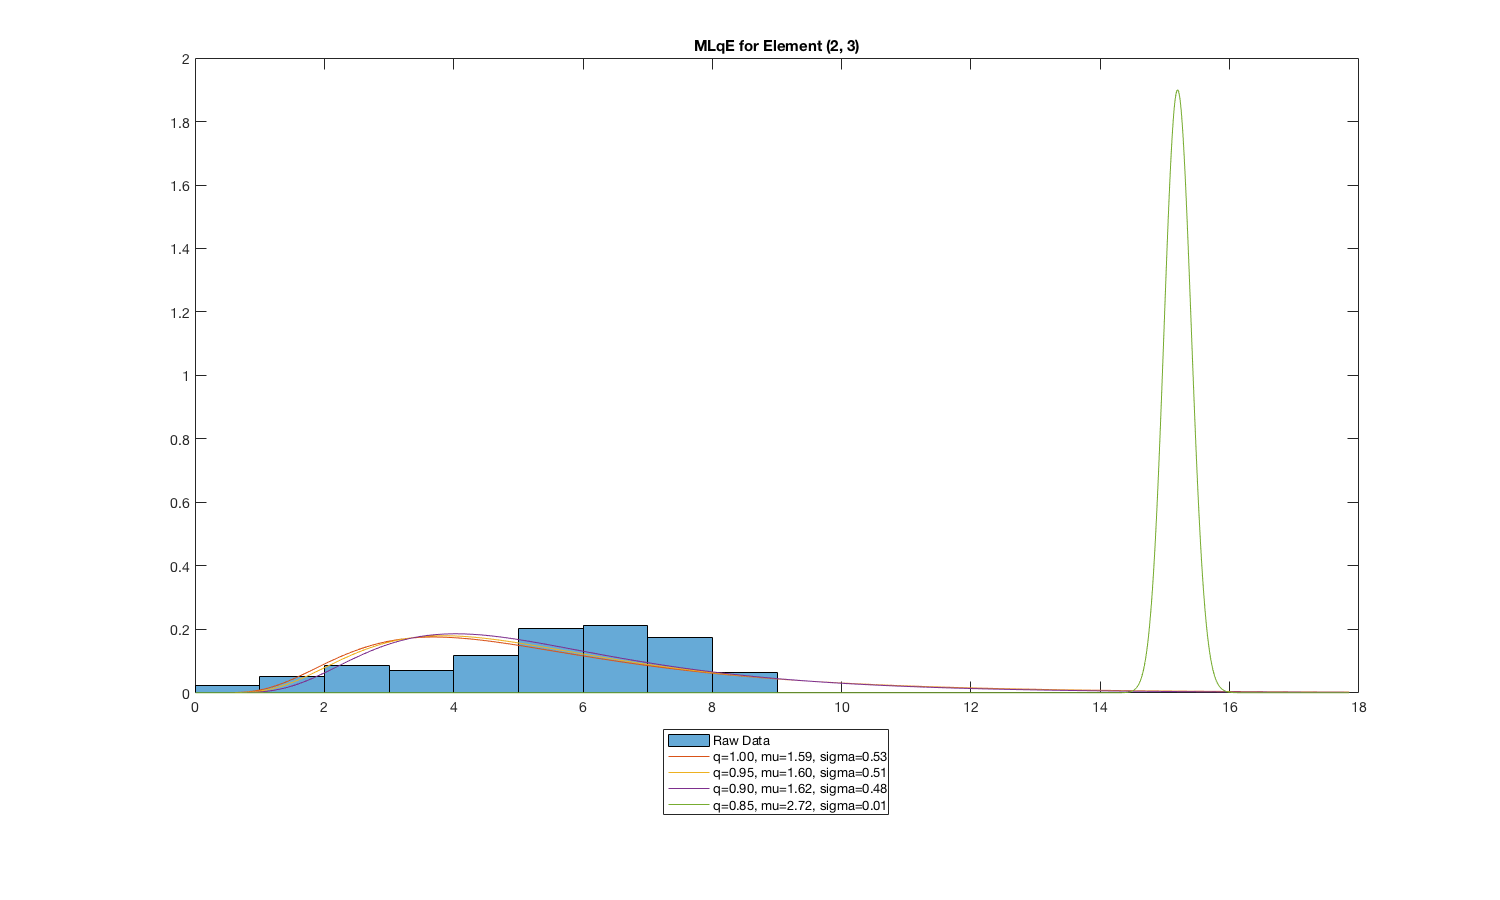 MLqE for Element (2, 3)
2
1.8
1.6
1.4
1.2
1
0.8
0.6
0.4
0.2
0
0 2 4 6 8 10 12 14 16 18
Raw Data
q=1.00, mu=1.59, sigma=0.53
q=0.95, mu=1.60, sigma=0.51
q=0.90, mu=1.62, sigma=0.48
q=0.85, mu=2.72, sigma=0.01